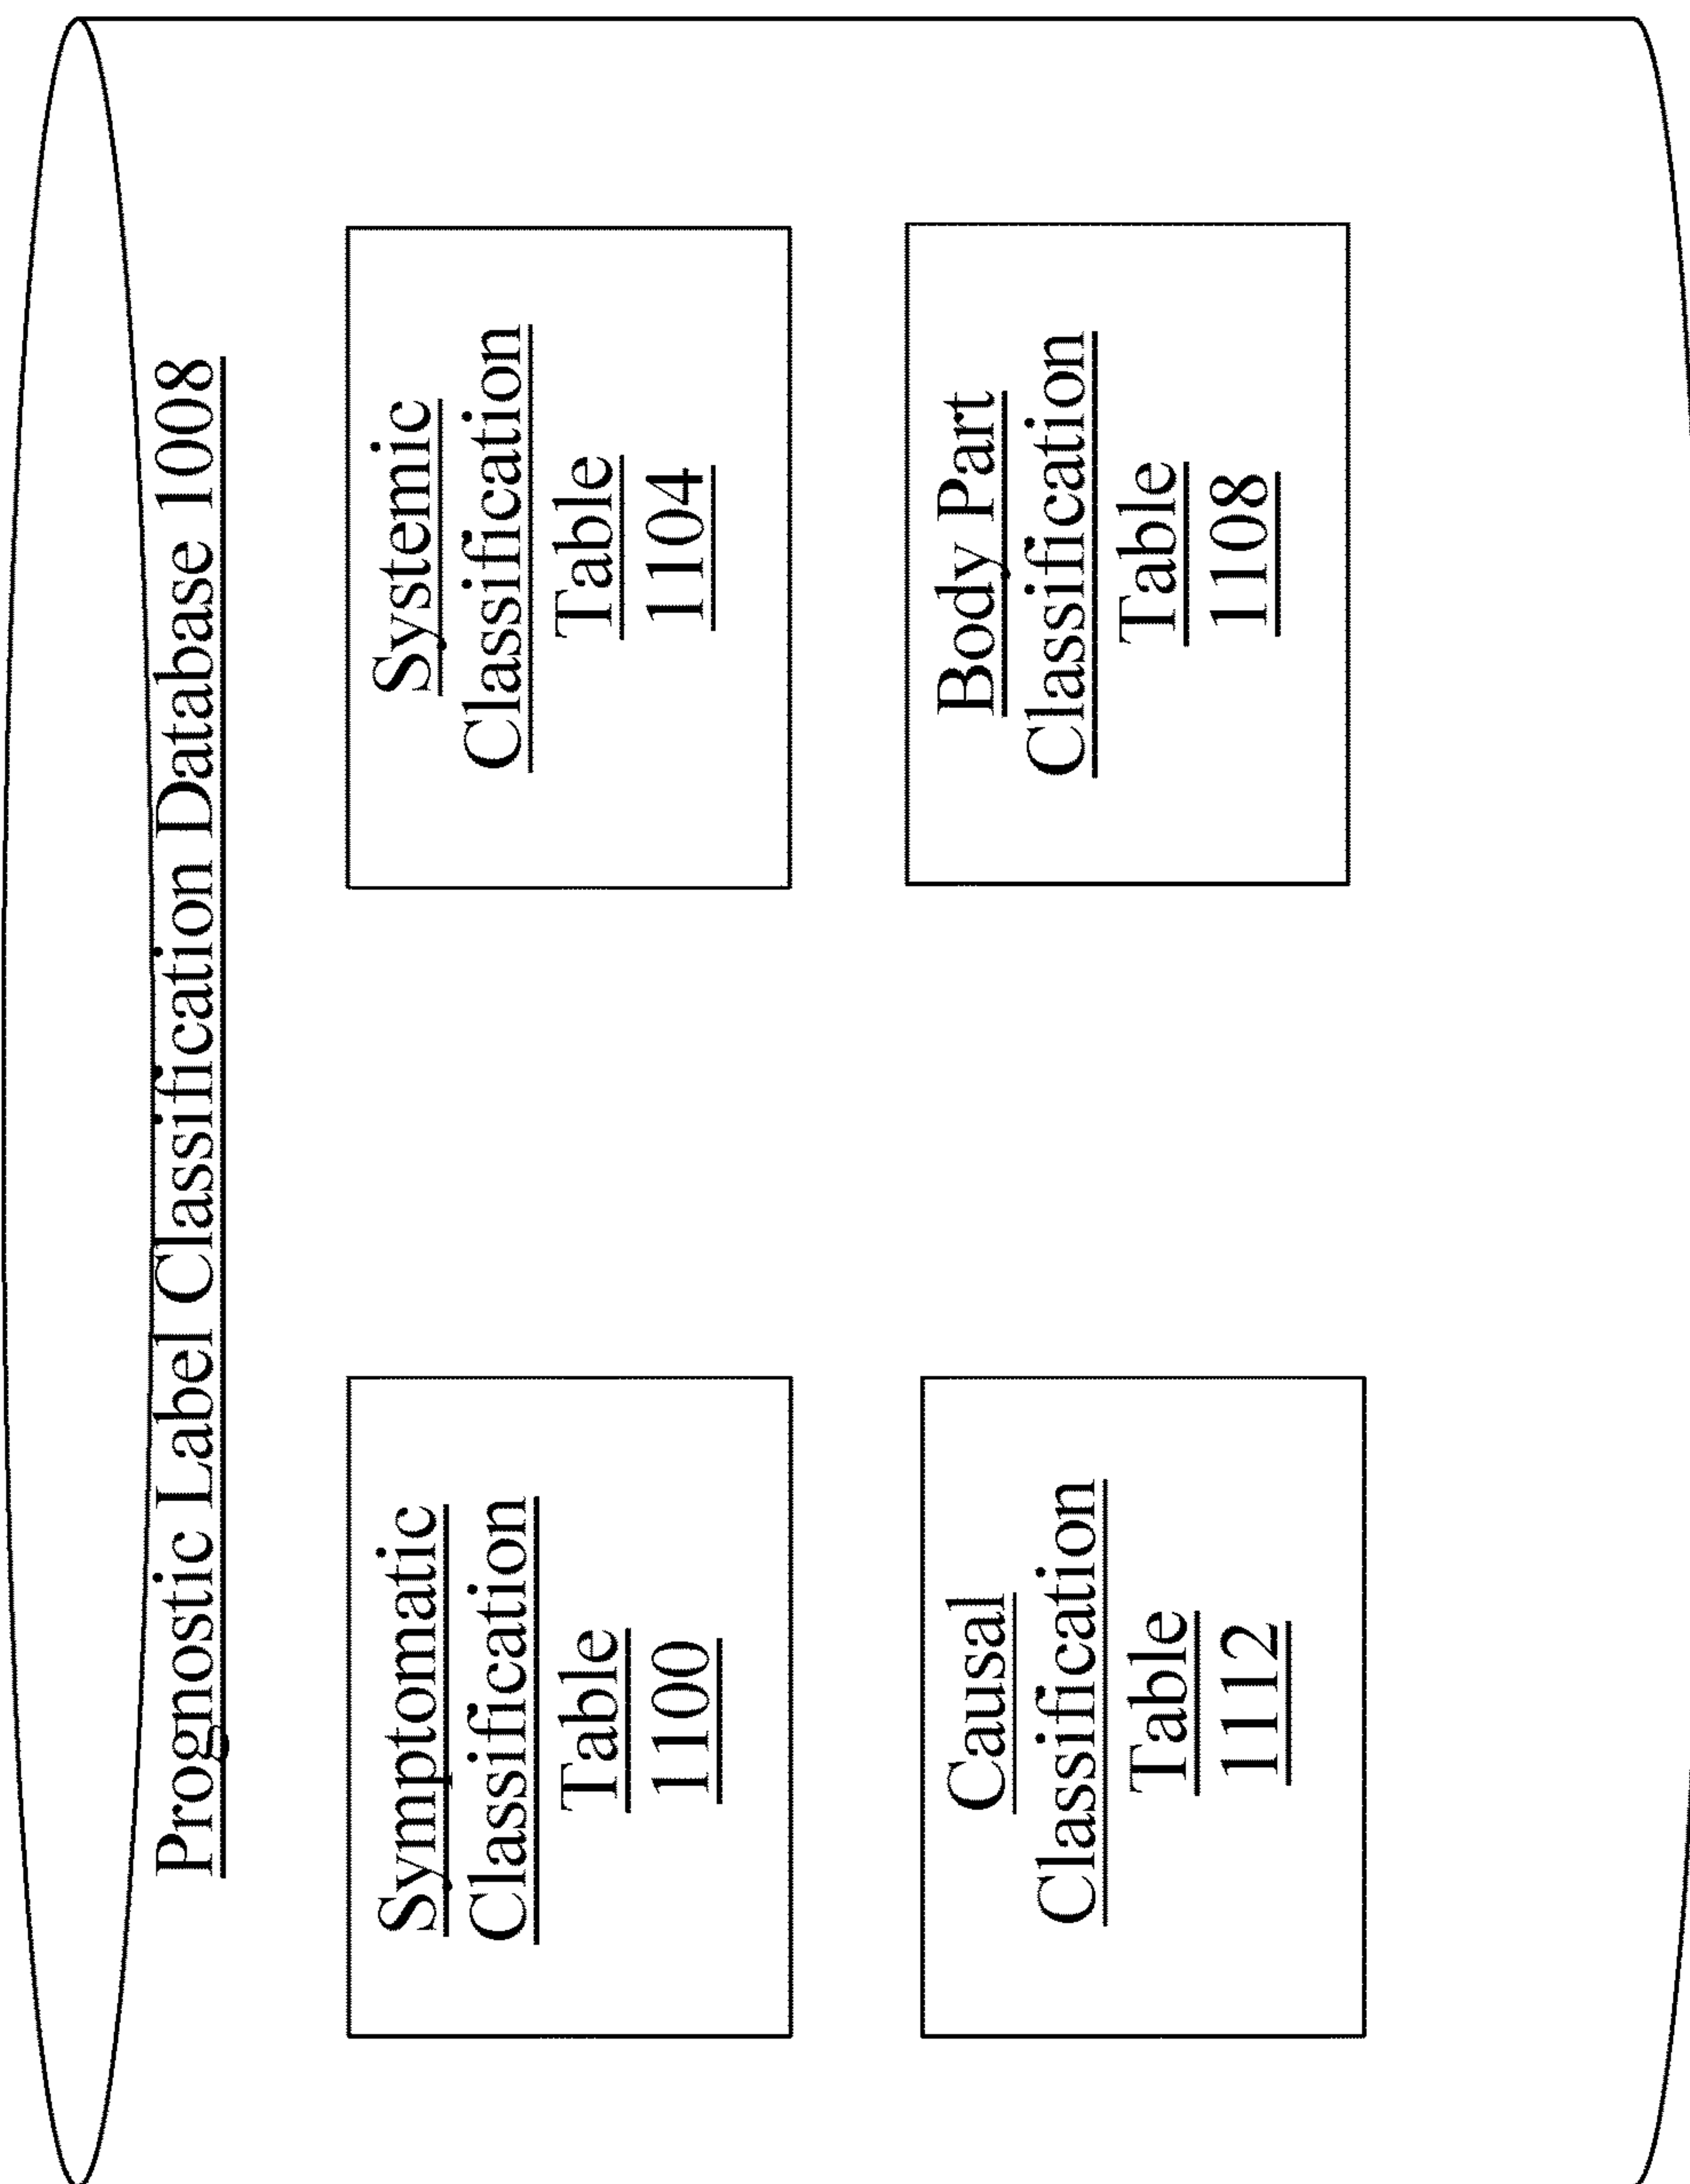 Prognostic Label Classification Database 1008
Symptomatic
Classification
Table
1100
Systemic
Classification
Table
1104
Causal
Classification
Table
1112
Body Part
Classification
Table
1108